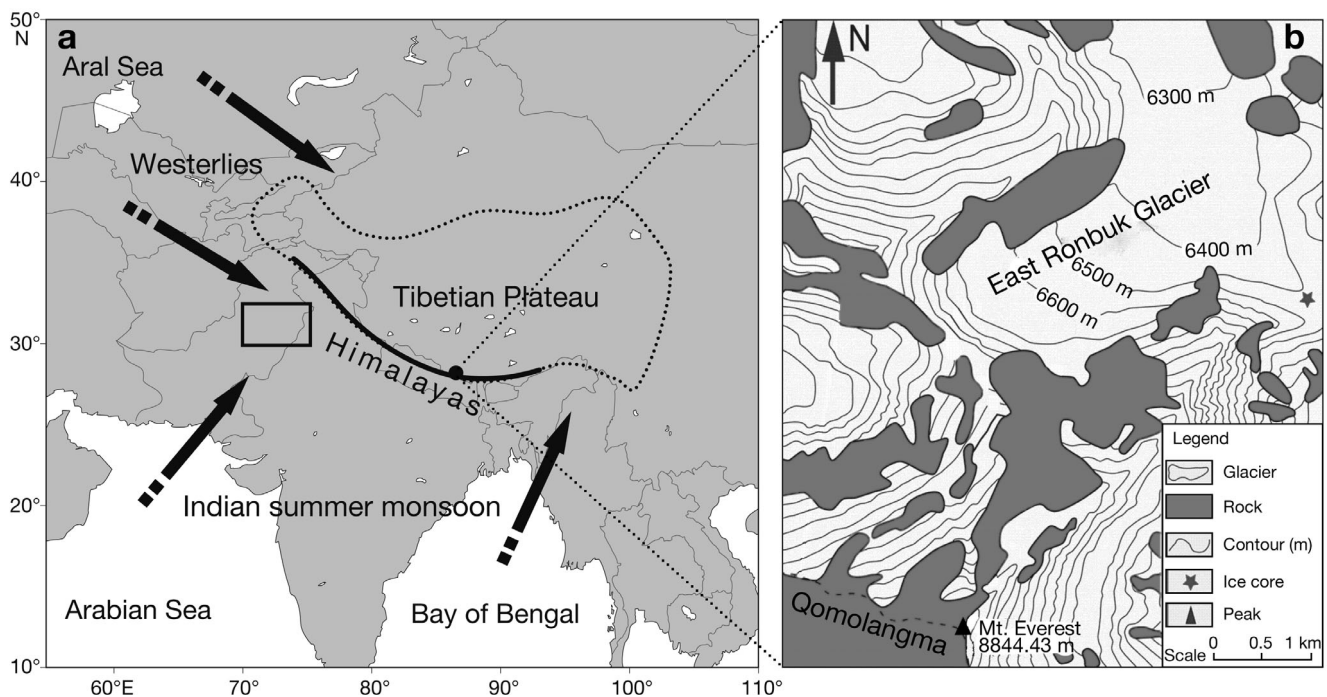 50°
N
a
Aral Sea
Westerlies
40°
Tibetian Plateau
30°
Himalayas
20°
Indian summer monsoon
Arabian Sea
Bay of Bengal
10°
60°E
70°
80°
90°
100°
110°
N
b
6300 m
East Ronbuk Glacier
6400 m
6500 m
6600 m
Qomolangma
Mt. Everest
8844.43 m
Legend
Glacier
Rock
Contour (m)
Ice core
Peak
0 0.5 1 km
Scale